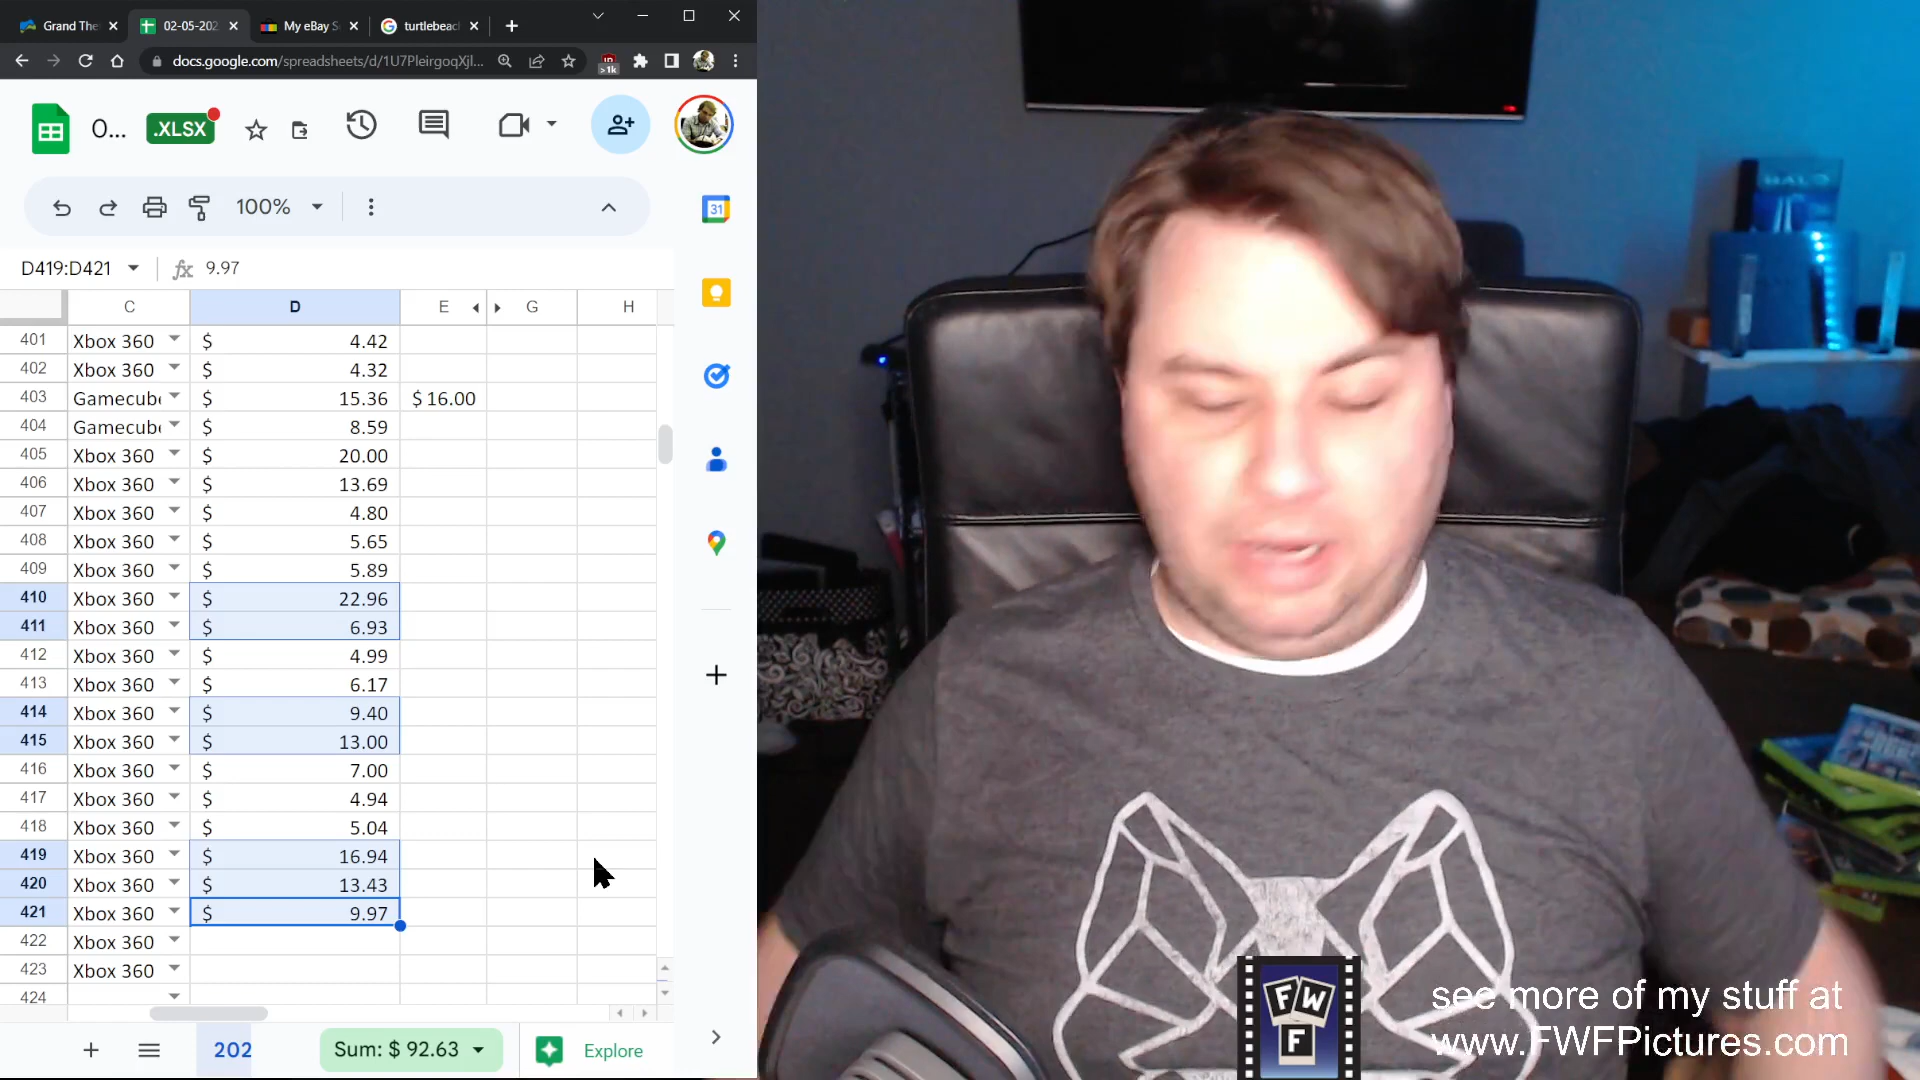 Grand The
02-05-202
My eBay S
turtlebeac
docs.google.com/spreadsheets/d/1U7PleirgoqXjI...
>1k
0... .XLSX
100%
31
D419:D421 fx 9.97
C D E G H
401 Xbox 360 $ 4.42
402 Xbox 360 $ 4.32
403 Gamecube $ 15.36 $ 16.00
404 Gamecube $ 8.59
405 Xbox 360 $ 20.00
406 Xbox 360 $ 13.69
407 Xbox 360 $ 4.80
408 Xbox 360 $ 5.65
409 Xbox 360 $ 5.89
410 Xbox 360 $ 22.96
411 Xbox 360 $ 6.93
412 Xbox 360 $ 4.99
413 Xbox 360 $ 6.17
414 Xbox 360 $ 9.40
415 Xbox 360 $ 13.00
416 Xbox 360 $ 7.00
417 Xbox 360 $ 4.94
418 Xbox 360 $ 5.04
419 Xbox 360 $ 16.94
420 Xbox 360 $ 13.43
421 Xbox 360 $ 9.97
422 Xbox 360
423 Xbox 360
424
202 Sum: $ 92.63 Explore
HALO
FWF
see more of my stuff at
www.FWFPictures.com